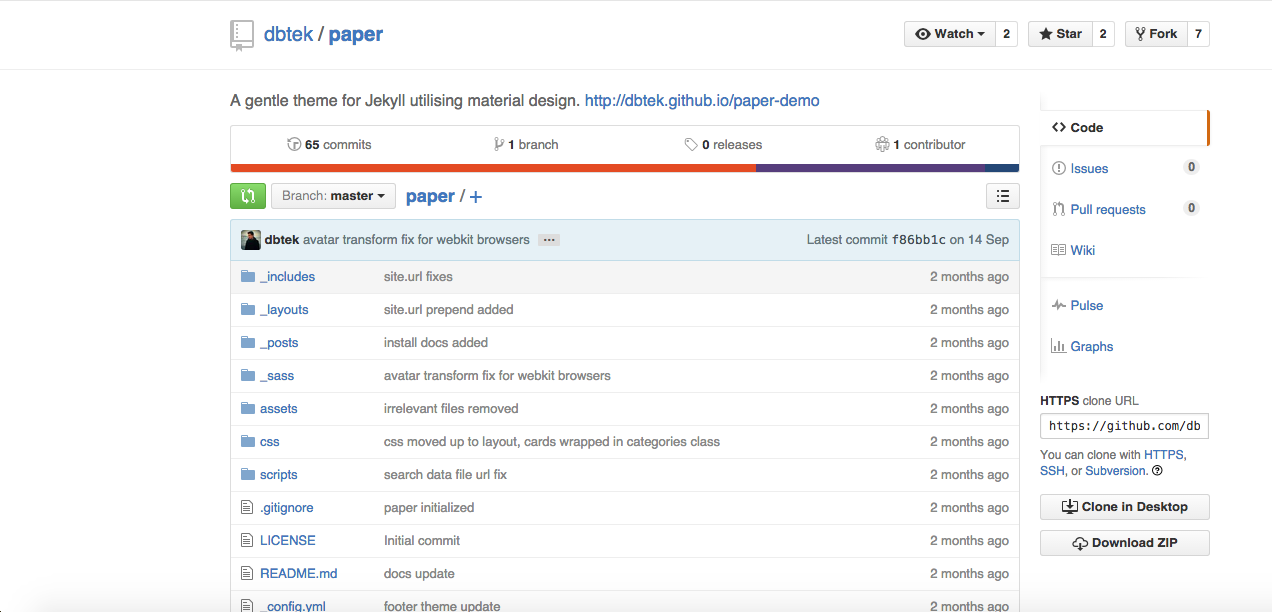 dbtek / paper
Watch 2 Star 2 Fork 7
A gentle theme for Jekyll utilising material design. http://dbtek.github.io/paper-demo
65 commits 1 branch 0 releases 1 contributor
Branch: master paper / +
dbtek avatar transform fix for webkit browsers ... Latest commit f86bb1c on 14 Sep
_includes site.url fixes 2 months ago
_layouts site.url prepend added 2 months ago
_posts install docs added 2 months ago
_sass avatar transform fix for webkit browsers 2 months ago
assets irrelevant files removed 2 months ago
css css moved up to layout, cards wrapped in categories class 2 months ago
scripts search data file url fix 2 months ago
.gitignore paper initialized 2 months ago
LICENSE Initial commit 2 months ago
README.md docs update 2 months ago
_config.yml footer theme update 2 months ago
Code
Issues 0
Pull requests 0
Wiki
Pulse
Graphs
HTTPS clone URL
https://github.com/db
You can clone with HTTPS,
SSH, or Subversion.
Clone in Desktop
Download ZIP